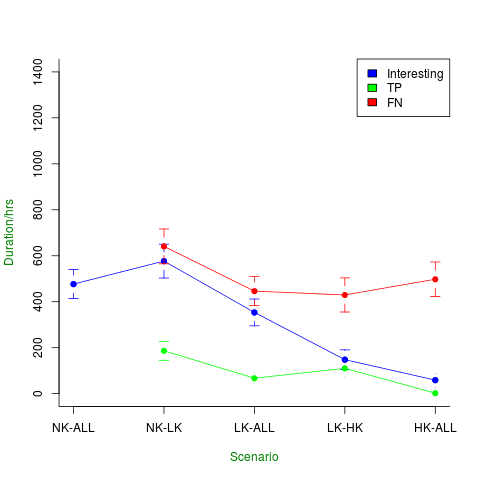 Interesting
TP
FN
Duration/hrs
1400
1200
1000
800
600
400
200
0
NK-ALL NK-LK LK-ALL LK-HK HK-ALL
Scenario